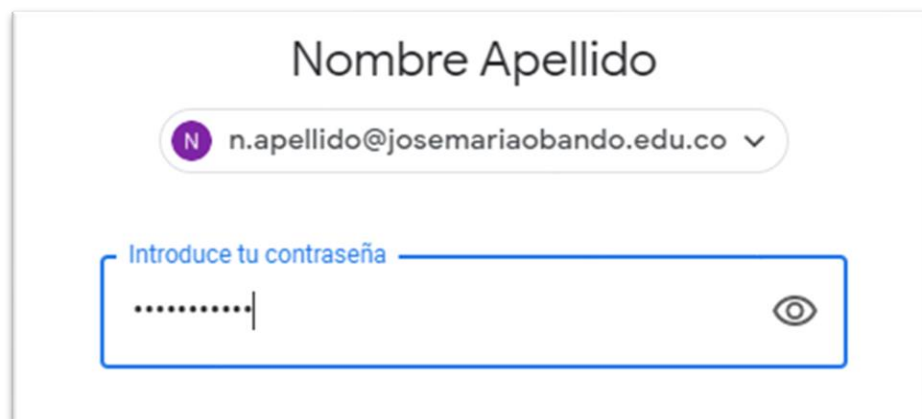 Nombre Apellido
N n.apellido@josemariaobando.edu.co
Introduce tu contraseña
•••••••••••